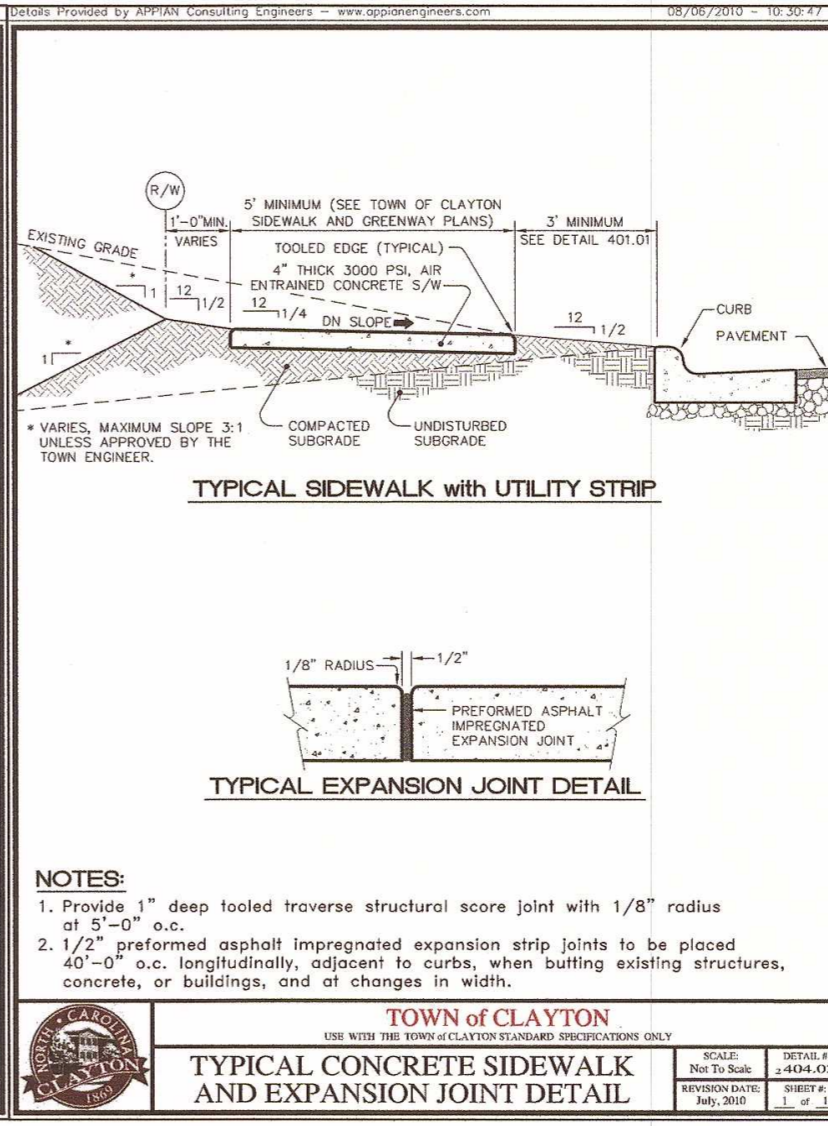 Details Provided by APPIAN Consulting Engineers - www.appianengineers.com 08/06/2010 - 10:30:47
R/W
5' MINIMUM (SEE TOWN OF CLAYTON
SIDEWALK AND GREENWAY PLANS)
1'-0"MIN.
VARIES
3' MINIMUM
SEE DETAIL 401.01
EXISTING GRADE
TOOLED EDGE (TYPICAL)
4" THICK 3000 PSI, AIR
ENTRAINED CONCRETE S/W
*
1
12
1/2
12
1/4
DN SLOPE
12
1/2
CURB
PAVEMENT
*
1
* VARIES, MAXIMUM SLOPE 3:1
UNLESS APPROVED BY THE
TOWN ENGINEER.
COMPACTED
SUBGRADE
UNDISTURBED
SUBGRADE
TYPICAL SIDEWALK with UTILITY STRIP
1/8" RADIUS
1/2"
PREFORMED ASPHALT
IMPREGNATED
EXPANSION JOINT
TYPICAL EXPANSION JOINT DETAIL
NOTES:
1. Provide 1" deep tooled traverse structural score joint with 1/8" radius
at 5'-0" o.c.
2. 1/2" preformed asphalt impregnated expansion strip joints to be placed
40'-0" o.c. longitudinally, adjacent to curbs, when butting existing structures,
concrete, or buildings, and at changes in width.
NORTH • CAROLINA
CLAYTON
1869
TOWN of CLAYTON
USE WITH THE TOWN of CLAYTON STANDARD SPECIFICATIONS ONLY
TYPICAL CONCRETE SIDEWALK
AND EXPANSION JOINT DETAIL
SCALE:
Not To Scale
DETAIL #
REVISION DATE:
July, 2010
SHEET #:
1 of 1